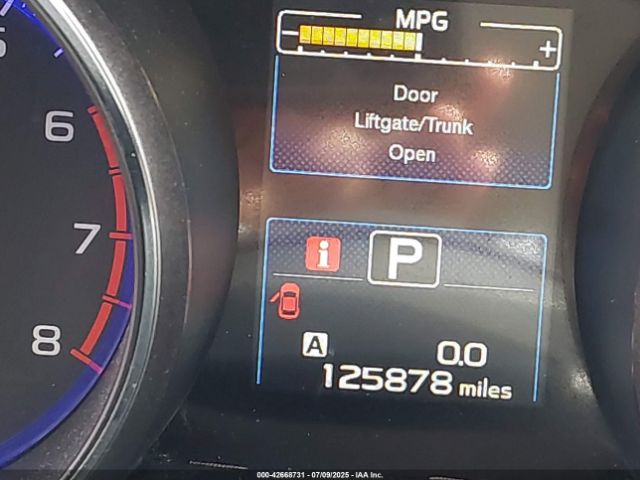 MPG
− +
Door
Liftgate/Trunk
Open
6
7
8
i P
A 0.0
125878 miles
000-42668731 - 07/09/2025 - IAA Inc.